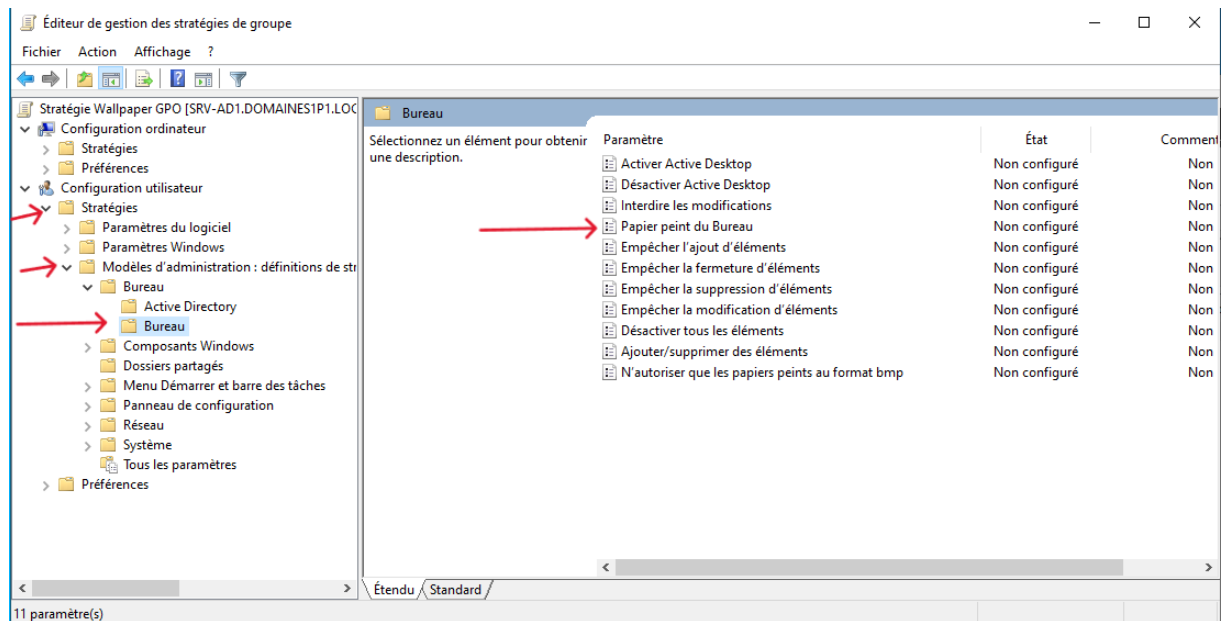 Éditeur de gestion des stratégies de groupe
Fichier Action Affichage ?
Stratégie Wallpaper GPO [SRV-AD1.DOMAINES1P1.LOC
Configuration ordinateur
Stratégies
Préférences
Configuration utilisateur
Stratégies
Paramètres du logiciel
Paramètres Windows
Modèles d'administration : définitions de str
Bureau
Active Directory
Bureau
Composants Windows
Dossiers partagés
Menu Démarrer et barre des tâches
Panneau de configuration
Réseau
Système
Tous les paramètres
Préférences
Bureau
Sélectionnez un élément pour obtenir
une description.
Paramètre État Comment
Activer Active Desktop Non configuré Non
Désactiver Active Desktop Non configuré Non
Interdire les modifications Non configuré Non
Papier peint du Bureau Non configuré Non
Empêcher l'ajout d'éléments Non configuré Non
Empêcher la fermeture d'éléments Non configuré Non
Empêcher la suppression d'éléments Non configuré Non
Empêcher la modification d'éléments Non configuré Non
Désactiver tous les éléments Non configuré Non
Ajouter/supprimer des éléments Non configuré Non
N'autoriser que les papiers peints au format bmp Non configuré Non
Étendu Standard
11 paramètre(s)